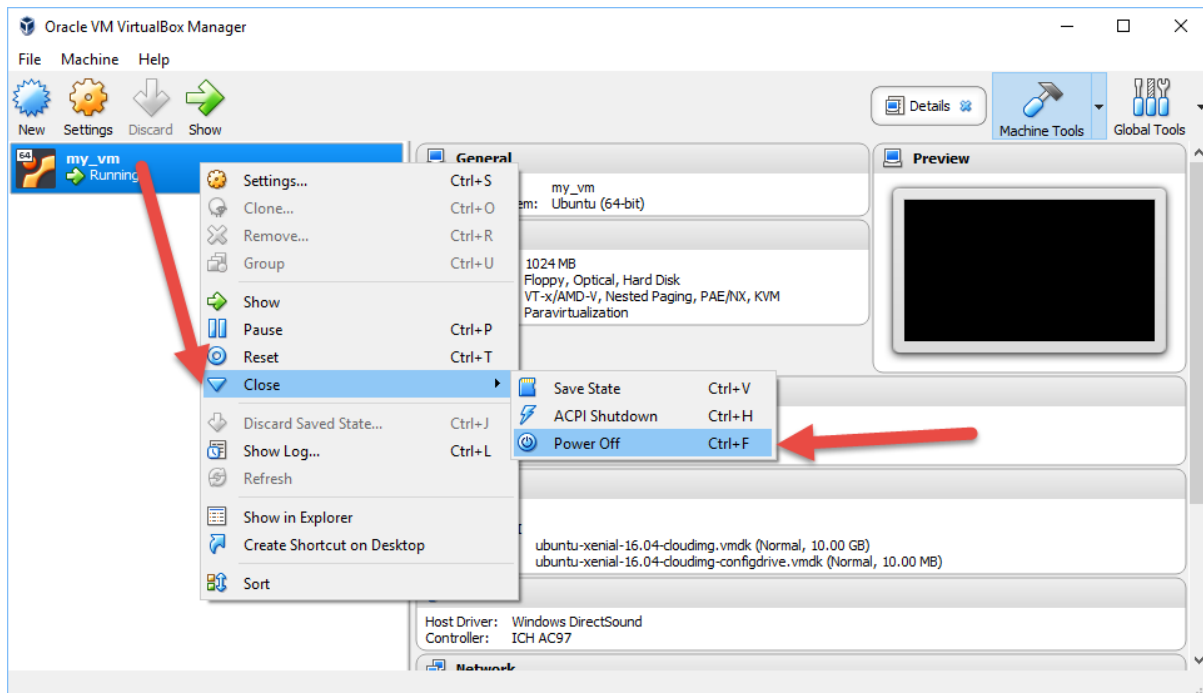 Oracle VM VirtualBox Manager
File Machine Help
New Settings Discard Show
Details
Machine Tools
Global Tools
64
my_vm
Running
Settings... Ctrl+S
Clone... Ctrl+O
Remove... Ctrl+R
Group Ctrl+U
Show
Pause Ctrl+P
Reset Ctrl+T
Close
Discard Saved State... Ctrl+J
Show Log... Ctrl+L
Refresh
Show in Explorer
Create Shortcut on Desktop
Sort
Save State Ctrl+V
ACPI Shutdown Ctrl+H
Power Off Ctrl+F
General
my_vm
em: Ubuntu (64-bit)
1024 MB
Floppy, Optical, Hard Disk
VT-x/AMD-V, Nested Paging, PAE/NX, KVM
Paravirtualization
Preview
ubuntu-xenial-16.04-cloudimg.vmdk (Normal, 10.00 GB)
ubuntu-xenial-16.04-cloudimg-configdrive.vmdk (Normal, 10.00 MB)
Host Driver: Windows DirectSound
Controller: ICH AC97
Network